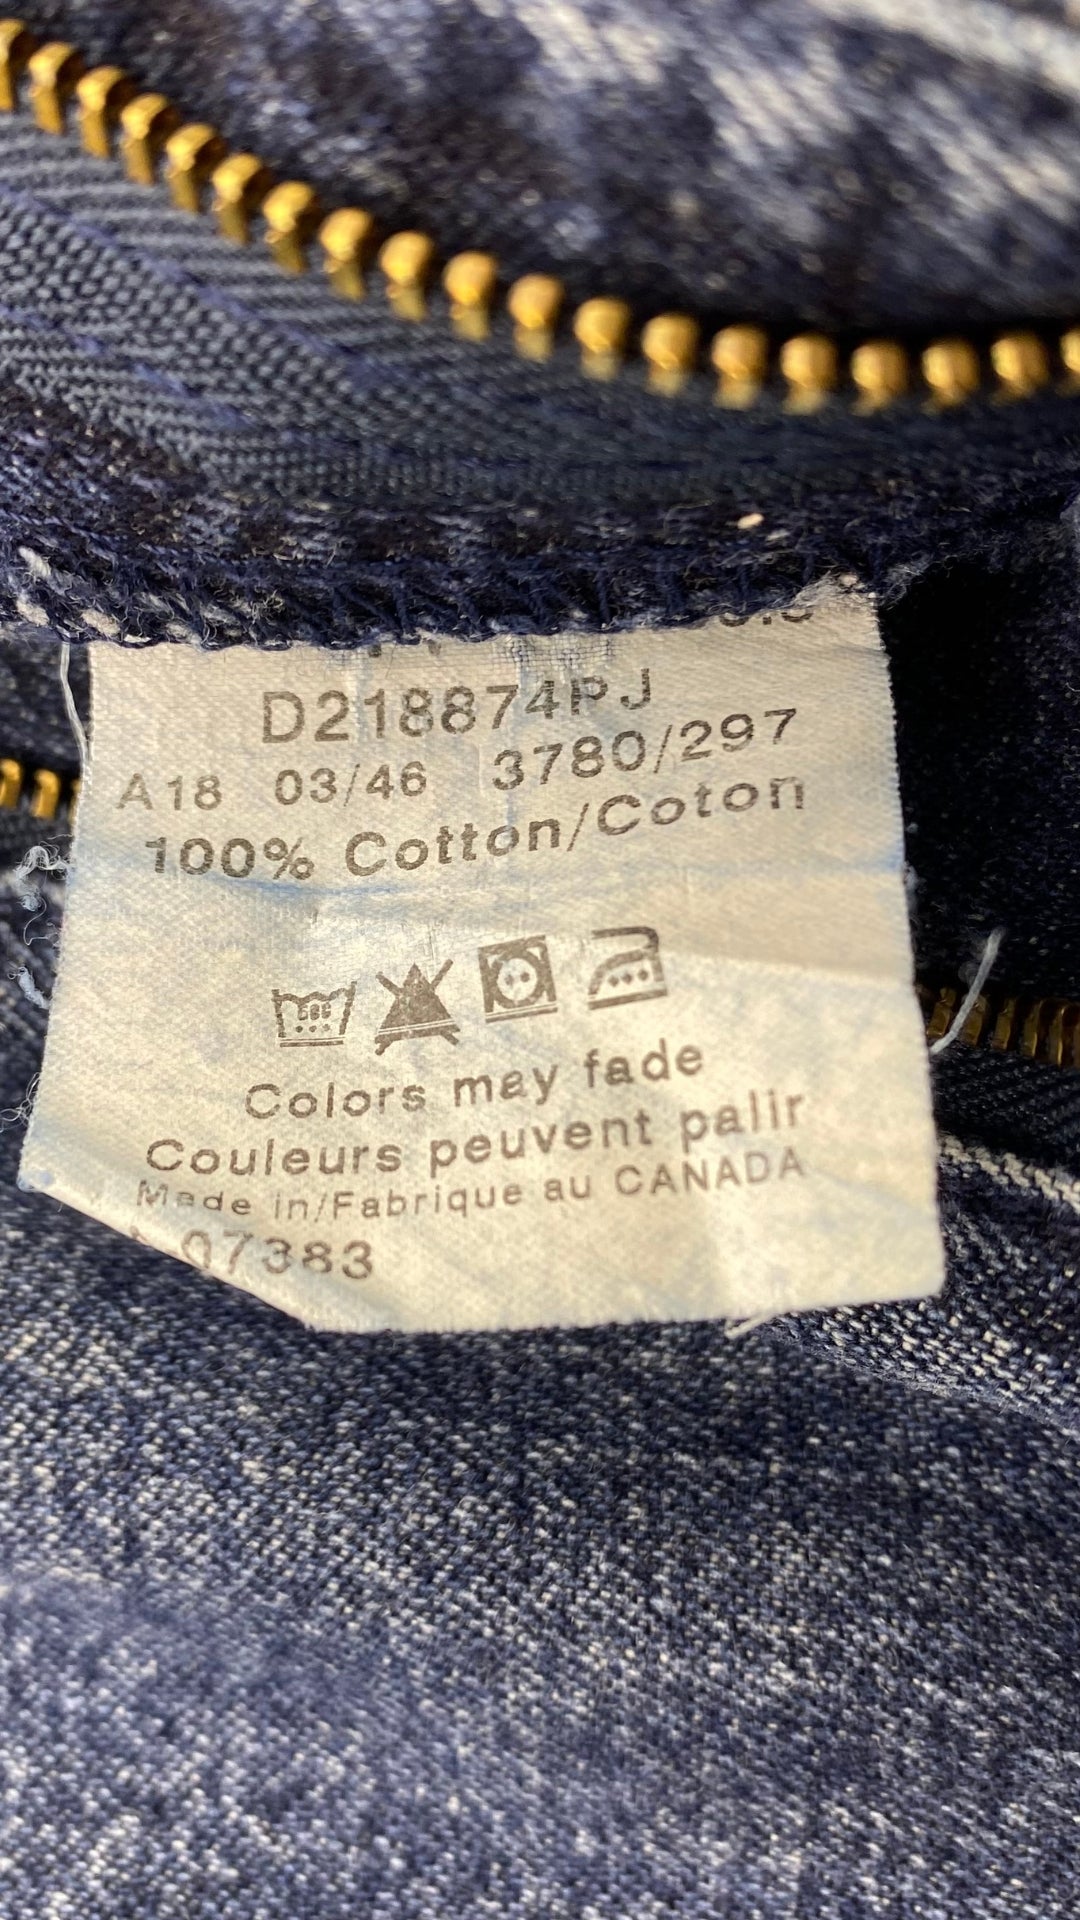 D218874PJ
A18 03/46 3780/297
100% Cotton/Coton
Colors may fade
Couleurs peuvent palir
Made in/Fabrique au CANADA
07383